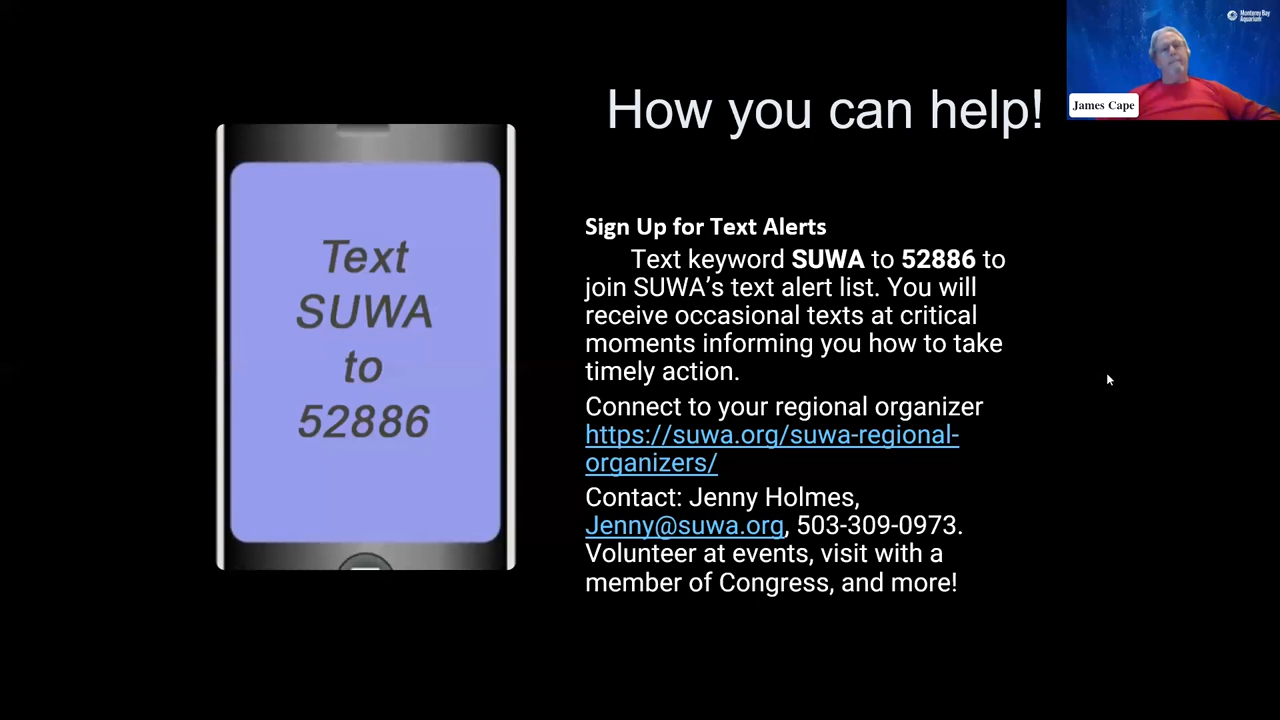 Monterey Bay
Aquarium
James Cape
How you can help!
Text
SUWA
to
52886
Sign Up for Text Alerts
Text keyword SUWA to 52886 to
join SUWA’s text alert list. You will
receive occasional texts at critical
moments informing you how to take
timely action.
Connect to your regional organizer
https://suwa.org/suwa-regional-
organizers/
Contact: Jenny Holmes,
Jenny@suwa.org, 503-309-0973.
Volunteer at events, visit with a
member of Congress, and more!